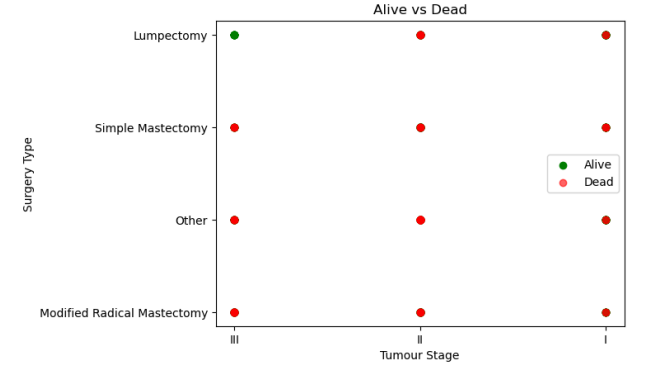 Alive vs Dead
Lumpectomy
Simple Mastectomy
Surgery Type
Alive
Dead
Other
Modified Radical Mastectomy
III
II
I
Tumour Stage